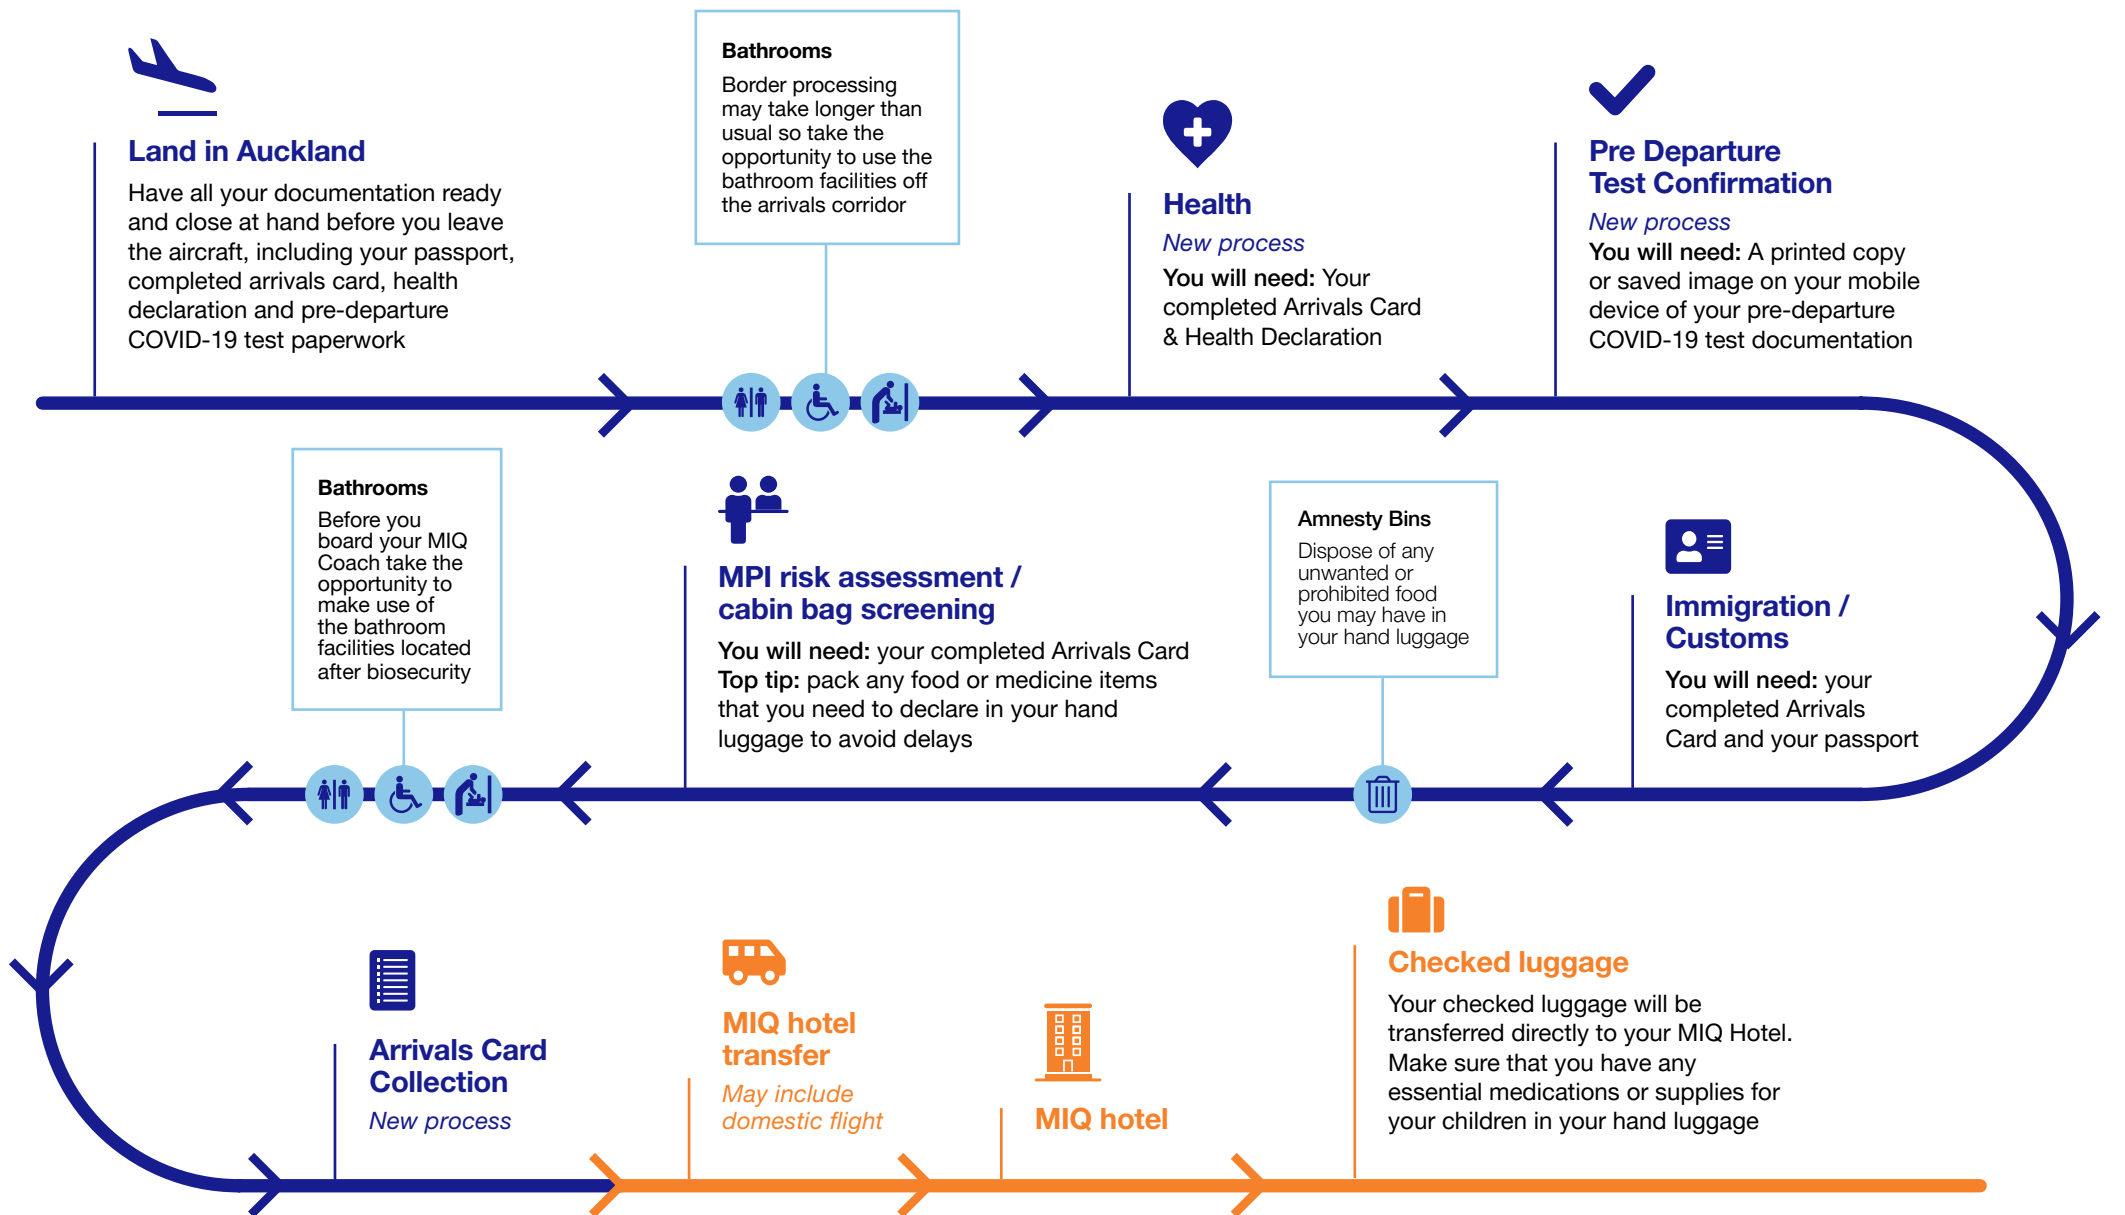 Land in Auckland
Have all your documentation ready
and close at hand before you leave
the aircraft, including your passport,
completed arrivals card, health
declaration and pre-departure
COVID-19 test paperwork
Bathrooms
Border processing
may take longer than
usual so take the
opportunity to use the
bathroom facilities off
the arrivals corridor
Health
New process
You will need: Your
completed Arrivals Card
& Health Declaration
Pre Departure
Test Confirmation
New process
You will need: A printed copy
or saved image on your mobile
device of your pre-departure
COVID-19 test documentation
Immigration /
Customs
You will need: your
completed Arrivals
Card and your passport
Amnesty Bins
Dispose of any
unwanted or
prohibited food
you may have in
your hand luggage
MPI risk assessment /
cabin bag screening
You will need: your completed Arrivals Card
Top tip: pack any food or medicine items
that you need to declare in your hand
luggage to avoid delays
Bathrooms
Before you
board your MIQ
Coach take the
opportunity to
make use of
the bathroom
facilities located
after biosecurity
Arrivals Card
Collection
New process
MIQ hotel
transfer
May include
domestic flight
MIQ hotel
Checked luggage
Your checked luggage will be
transferred directly to your MIQ Hotel.
Make sure that you have any
essential medications or supplies for
your children in your hand luggage